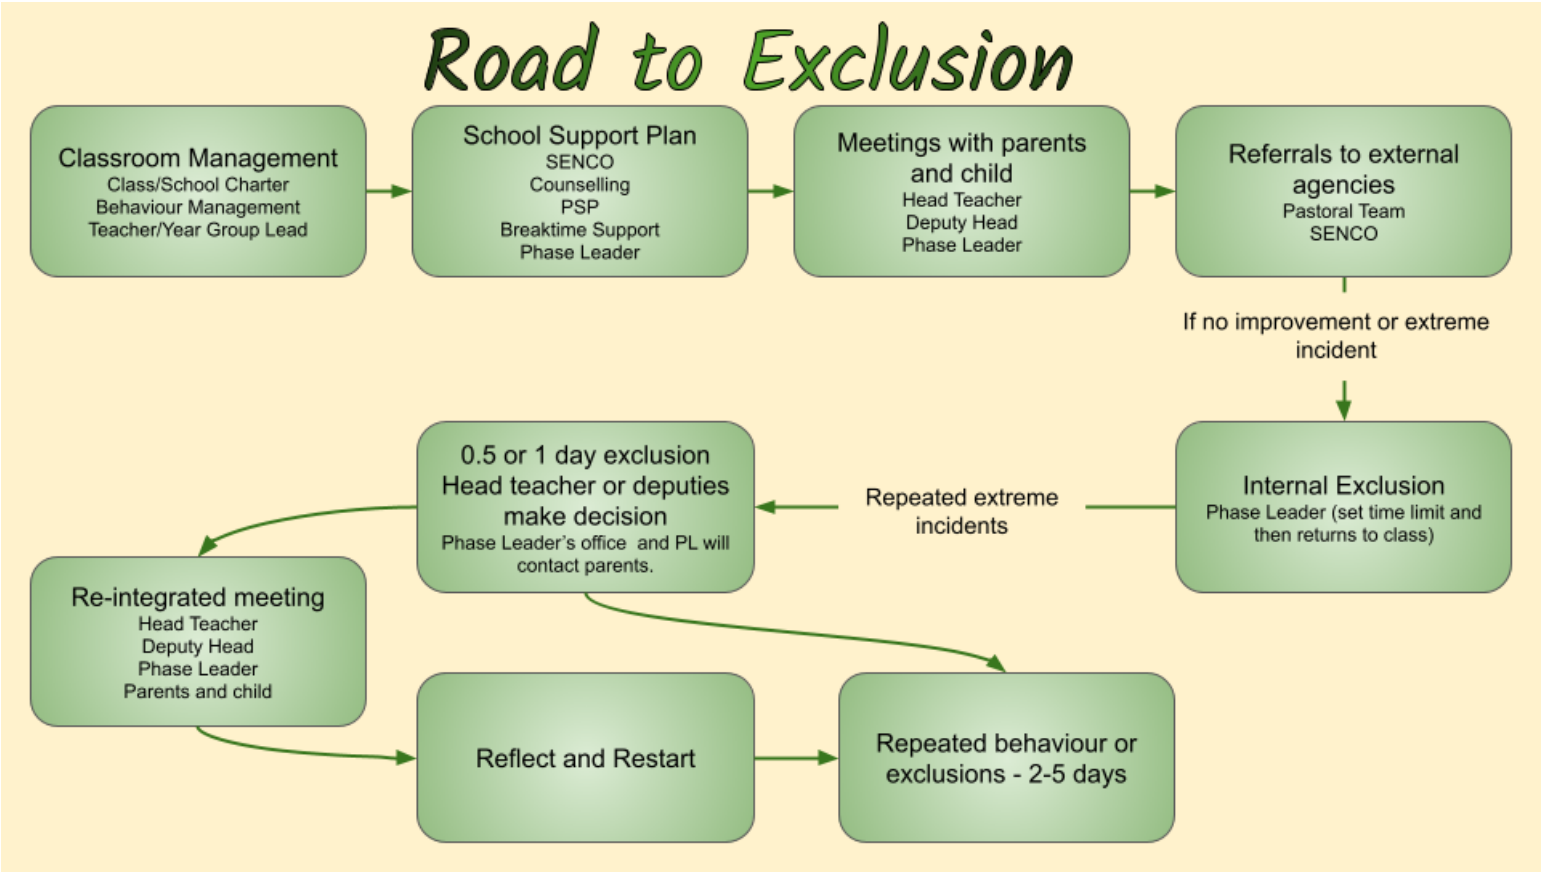 Road to Exclusion
Classroom Management
Class/School Charter
Behaviour Management
Teacher/Year Group Lead
School Support Plan
SENCO
Counselling
PSP
Breaktime Support
Phase Leader
Meetings with parents
and child
Head Teacher
Deputy Head
Phase Leader
Referrals to external
agencies
Pastoral Team
SENCO
If no improvement or extreme
incident
Internal Exclusion
Phase Leader (set time limit and
then returns to class)
Repeated extreme
incidents
0.5 or 1 day exclusion
Head teacher or deputies
make decision
Phase Leader's office and PL will
contact parents.
Re-integrated meeting
Head Teacher
Deputy Head
Phase Leader
Parents and child
Reflect and Restart
Repeated behaviour or
exclusions - 2-5 days